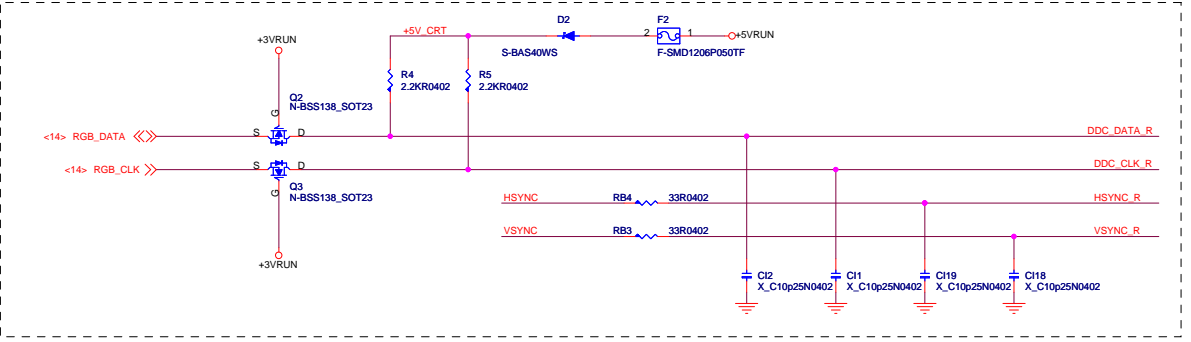 D2
F2
+5V_CRT
2
1
+5VRUN
+3VRUN
S-BAS40WS
F-SMD1206P050TF
R4
2.2KR0402
R5
2.2KR0402
Q2
N-BSS138_SOT23
G
<14> RGB_DATA
S
D
DDC_DATA_R
<14> RGB_CLK
S
D
DDC_CLK_R
G
Q3
N-BSS138_SOT23
HSYNC
RB4
33R0402
HSYNC_R
VSYNC
RB3
33R0402
VSYNC_R
+3VRUN
CI2
X_C10p25N0402
CI1
X_C10p25N0402
CI19
X_C10p25N0402
CI18
X_C10p25N0402